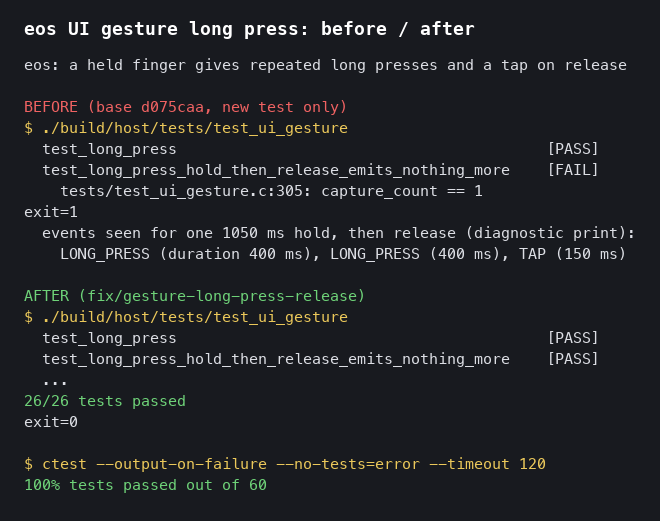 eos UI gesture long press: before / after
eos: a held finger gives repeated long presses and a tap on release
BEFORE (base d075caa, new test only)
$ ./build/host/tests/test_ui_gesture
test_long_press [PASS]
test_long_press_hold_then_release_emits_nothing_more [FAIL]
tests/test_ui_gesture.c:305: capture_count == 1
exit=1
events seen for one 1050 ms hold, then release (diagnostic print):
LONG_PRESS (duration 400 ms), LONG_PRESS (400 ms), TAP (150 ms)
AFTER (fix/gesture-long-press-release)
$ ./build/host/tests/test_ui_gesture
test_long_press [PASS]
test_long_press_hold_then_release_emits_nothing_more [PASS]
...
26/26 tests passed
exit=0
$ ctest --output-on-failure --no-tests=error --timeout 120
100% tests passed out of 60